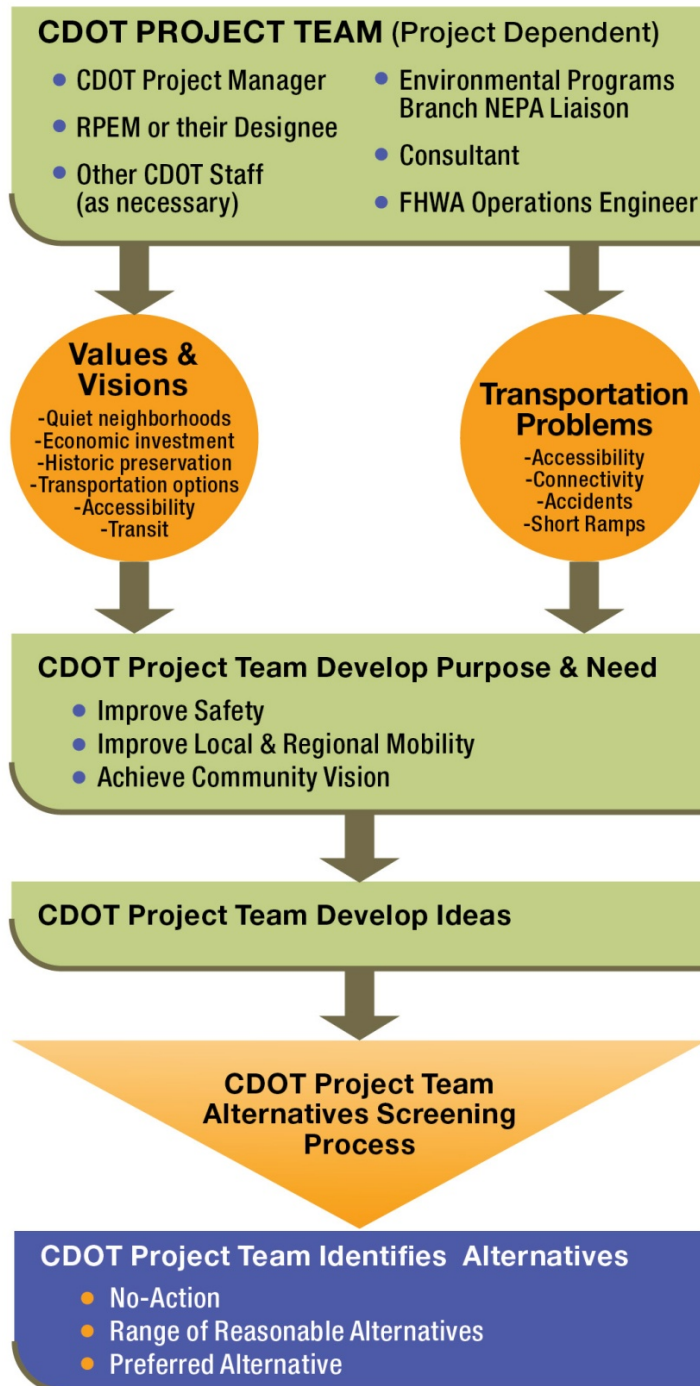 CDOT PROJECT TEAM (Project Dependent)
• CDOT Project Manager
• RPEM or their Designee
• Other CDOT Staff
(as necessary)
• Environmental Programs
Branch NEPA Liaison
• Consultant
• FHWA Operations Engineer
Values &
Visions
-Quiet neighborhoods
-Economic investment
-Historic preservation
-Transportation options
-Accessibility
-Transit
Transportation
Problems
-Accessibility
-Connectivity
-Accidents
-Short Ramps
CDOT Project Team Develop Purpose & Need
• Improve Safety
• Improve Local & Regional Mobility
• Achieve Community Vision
CDOT Project Team Develop Ideas
CDOT Project Team
Alternatives Screening
Process
CDOT Project Team Identifies Alternatives
• No-Action
• Range of Reasonable Alternatives
• Preferred Alternative